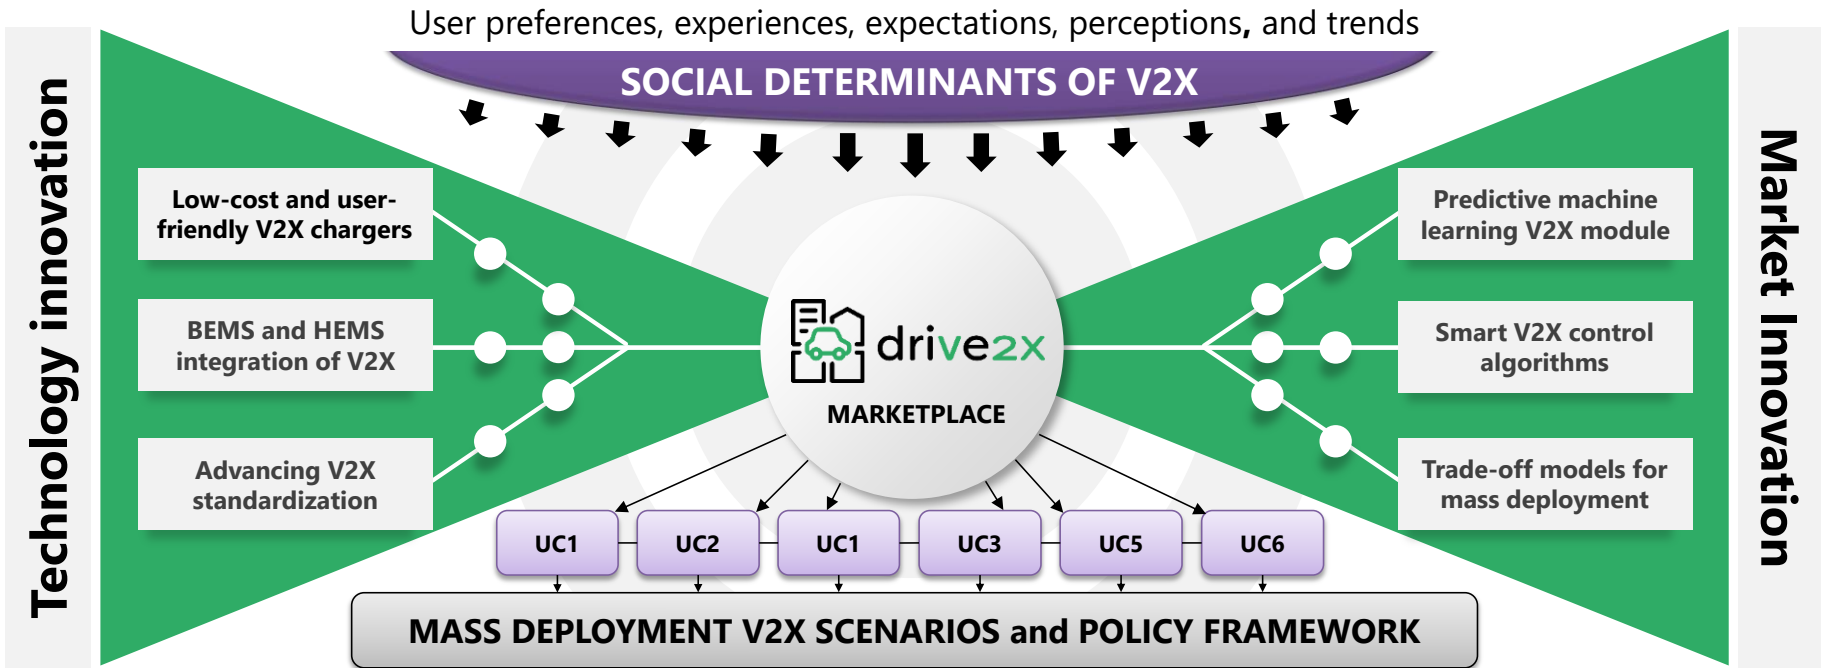 User preferences, experiences, expectations, perceptions, and trends
SOCIAL DETERMINANTS OF V2X
Technology innovation
Low-cost and user-
friendly V2X chargers
BEMS and HEMS
integration of V2X
Advancing V2X
standardization
drive2x
MARKETPLACE
Predictive machine
learning V2X module
Smart V2X control
algorithms
Trade-off models for
mass deployment
Market Innovation
UC1
UC2
UC1
UC3
UC5
UC6
MASS DEPLOYMENT V2X SCENARIOS and POLICY FRAMEWORK